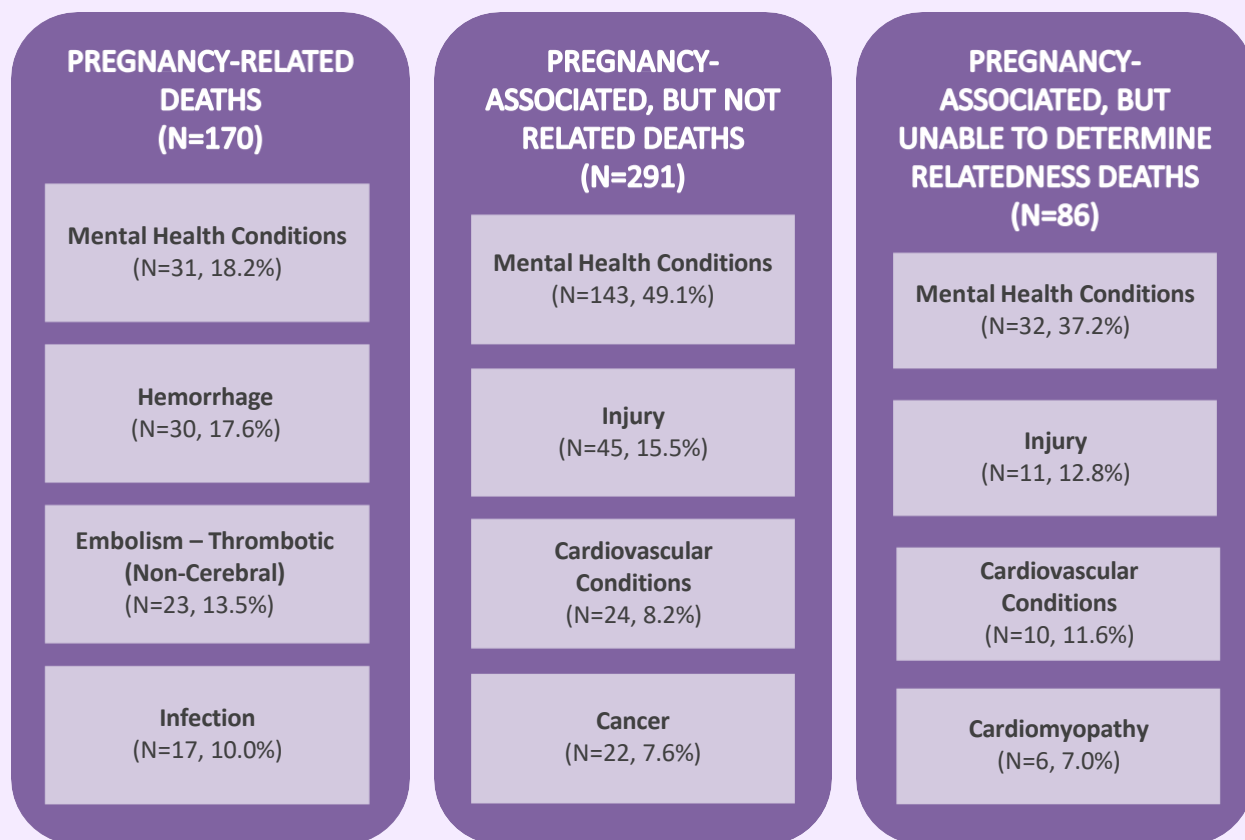 PREGNANCY-RELATED
DEATHS
(N=170)
Mental Health Conditions
(N=31, 18.2%)
Hemorrhage
(N=30, 17.6%)
Embolism – Thrombotic
(Non-Cerebral)
(N=23, 13.5%)
Infection
(N=17, 10.0%)
PREGNANCY-
ASSOCIATED, BUT NOT
RELATED DEATHS
(N=291)
Mental Health Conditions
(N=143, 49.1%)
Injury
(N=45, 15.5%)
Cardiovascular
Conditions
(N=24, 8.2%)
Cancer
(N=22, 7.6%)
PREGNANCY-
ASSOCIATED, BUT
UNABLE TO DETERMINE
RELATEDNESS DEATHS
(N=86)
Mental Health Conditions
(N=32, 37.2%)
Injury
(N=11, 12.8%)
Cardiovascular
Conditions
(N=10, 11.6%)
Cardiomyopathy
(N=6, 7.0%)